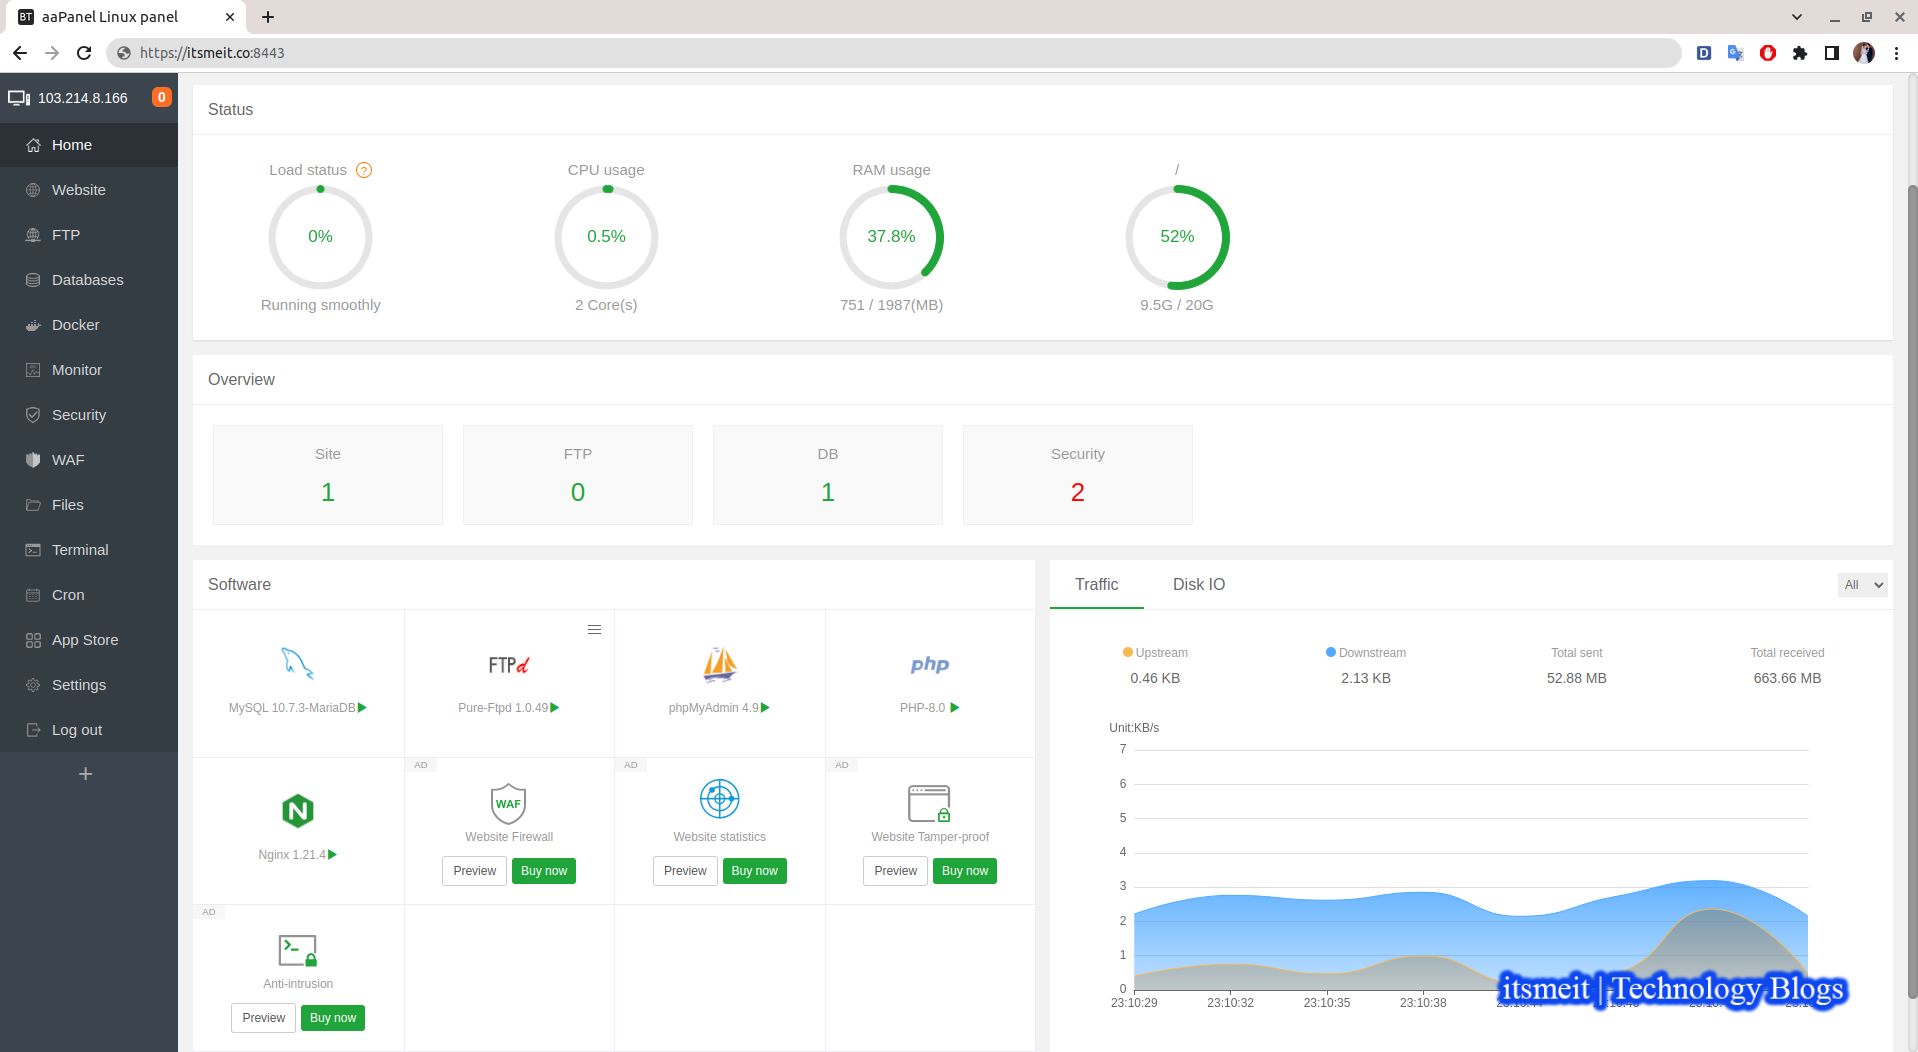 BT aaPanel Linux panel
https://itsmeit.co:8443
103.214.8.166 0
Home
Website
FTP
Databases
Docker
Monitor
Security
WAF
Files
Terminal
Cron
App Store
Settings
Log out
Status
Load status ? CPU usage RAM usage /
0% 0.5% 37.8% 52%
Running smoothly 2 Core(s) 751 / 1987(MB) 9.5G / 20G
Overview
Site FTP DB Security
1 0 1 2
Software
FTPd php
MySQL 10.7.3-MariaDB Pure-Ftpd 1.0.49 phpMyAdmin 4.9 PHP-8.0
AD AD AD
N WAF
Website Firewall Website statistics Website Tamper-proof
Nginx 1.21.4
Preview Buy now Preview Buy now Preview Buy now
AD
Anti-intrusion
Preview Buy now
Traffic Disk IO All
Upstream Downstream Total sent Total received
0.46 KB 2.13 KB 52.88 MB 663.66 MB
Unit:KB/s
7
6
5
4
3
2
1
0
23:10:29 23:10:32 23:10:35 23:10:38
itsmeit | Technology Blogs